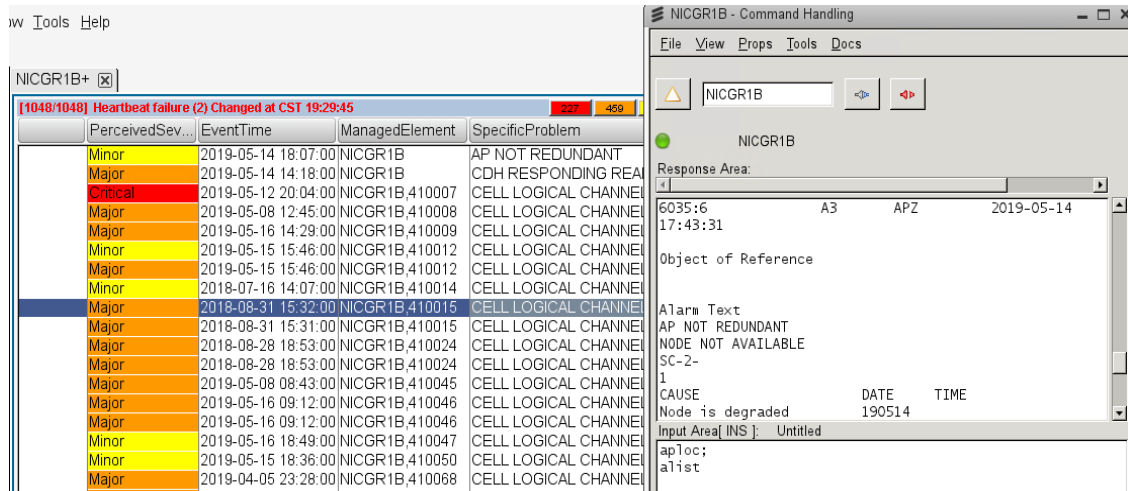 ow Tools Help
NICGR1B+
[1048/1048] Heartbeat failure (2) Changed at CST 19:29:45 227 459
PerceivedSev... EventTime ManagedElement SpecificProblem
Minor 2019-05-14 18:07:00 NICGR1B AP NOT REDUNDANT
Major 2019-05-14 14:18:00 NICGR1B CDH RESPONDING REA
Critical 2019-05-12 20:04:00 NICGR1B,410007 CELL LOGICAL CHANNEL
Major 2019-05-08 12:45:00 NICGR1B,410008 CELL LOGICAL CHANNEL
Major 2019-05-16 14:29:00 NICGR1B,410009 CELL LOGICAL CHANNEL
Minor 2019-05-15 15:46:00 NICGR1B,410012 CELL LOGICAL CHANNEL
Major 2019-05-15 15:46:00 NICGR1B,410012 CELL LOGICAL CHANNEL
Minor 2018-07-16 14:07:00 NICGR1B,410014 CELL LOGICAL CHANNEL
Major 2018-08-31 15:32:00 NICGR1B,410015 CELL LOGICAL CHANNEL
Major 2018-08-31 15:31:00 NICGR1B,410015 CELL LOGICAL CHANNEL
Major 2018-08-28 18:53:00 NICGR1B,410024 CELL LOGICAL CHANNEL
Major 2018-08-28 18:53:00 NICGR1B,410024 CELL LOGICAL CHANNEL
Major 2019-05-08 08:43:00 NICGR1B,410045 CELL LOGICAL CHANNEL
Major 2019-05-16 09:12:00 NICGR1B,410046 CELL LOGICAL CHANNEL
Major 2019-05-16 09:12:00 NICGR1B,410046 CELL LOGICAL CHANNEL
Minor 2019-05-16 18:49:00 NICGR1B,410047 CELL LOGICAL CHANNEL
Minor 2019-05-15 18:36:00 NICGR1B,410050 CELL LOGICAL CHANNEL
Major 2019-04-05 23:28:00 NICGR1B,410068 CELL LOGICAL CHANNEL
NICGR1B - Command Handling
File View Props Tools Docs
NICGR1B
NICGR1B
Response Area:
6035:6 A3 APZ 2019-05-14
17:43:31
Object of Reference
Alarm Text
AP NOT REDUNDANT
NODE NOT AVAILABLE
SC-2-
1
CAUSE DATE TIME
Node is degraded 190514
Input Area[ INS ]: Untitled
aploc;
alist